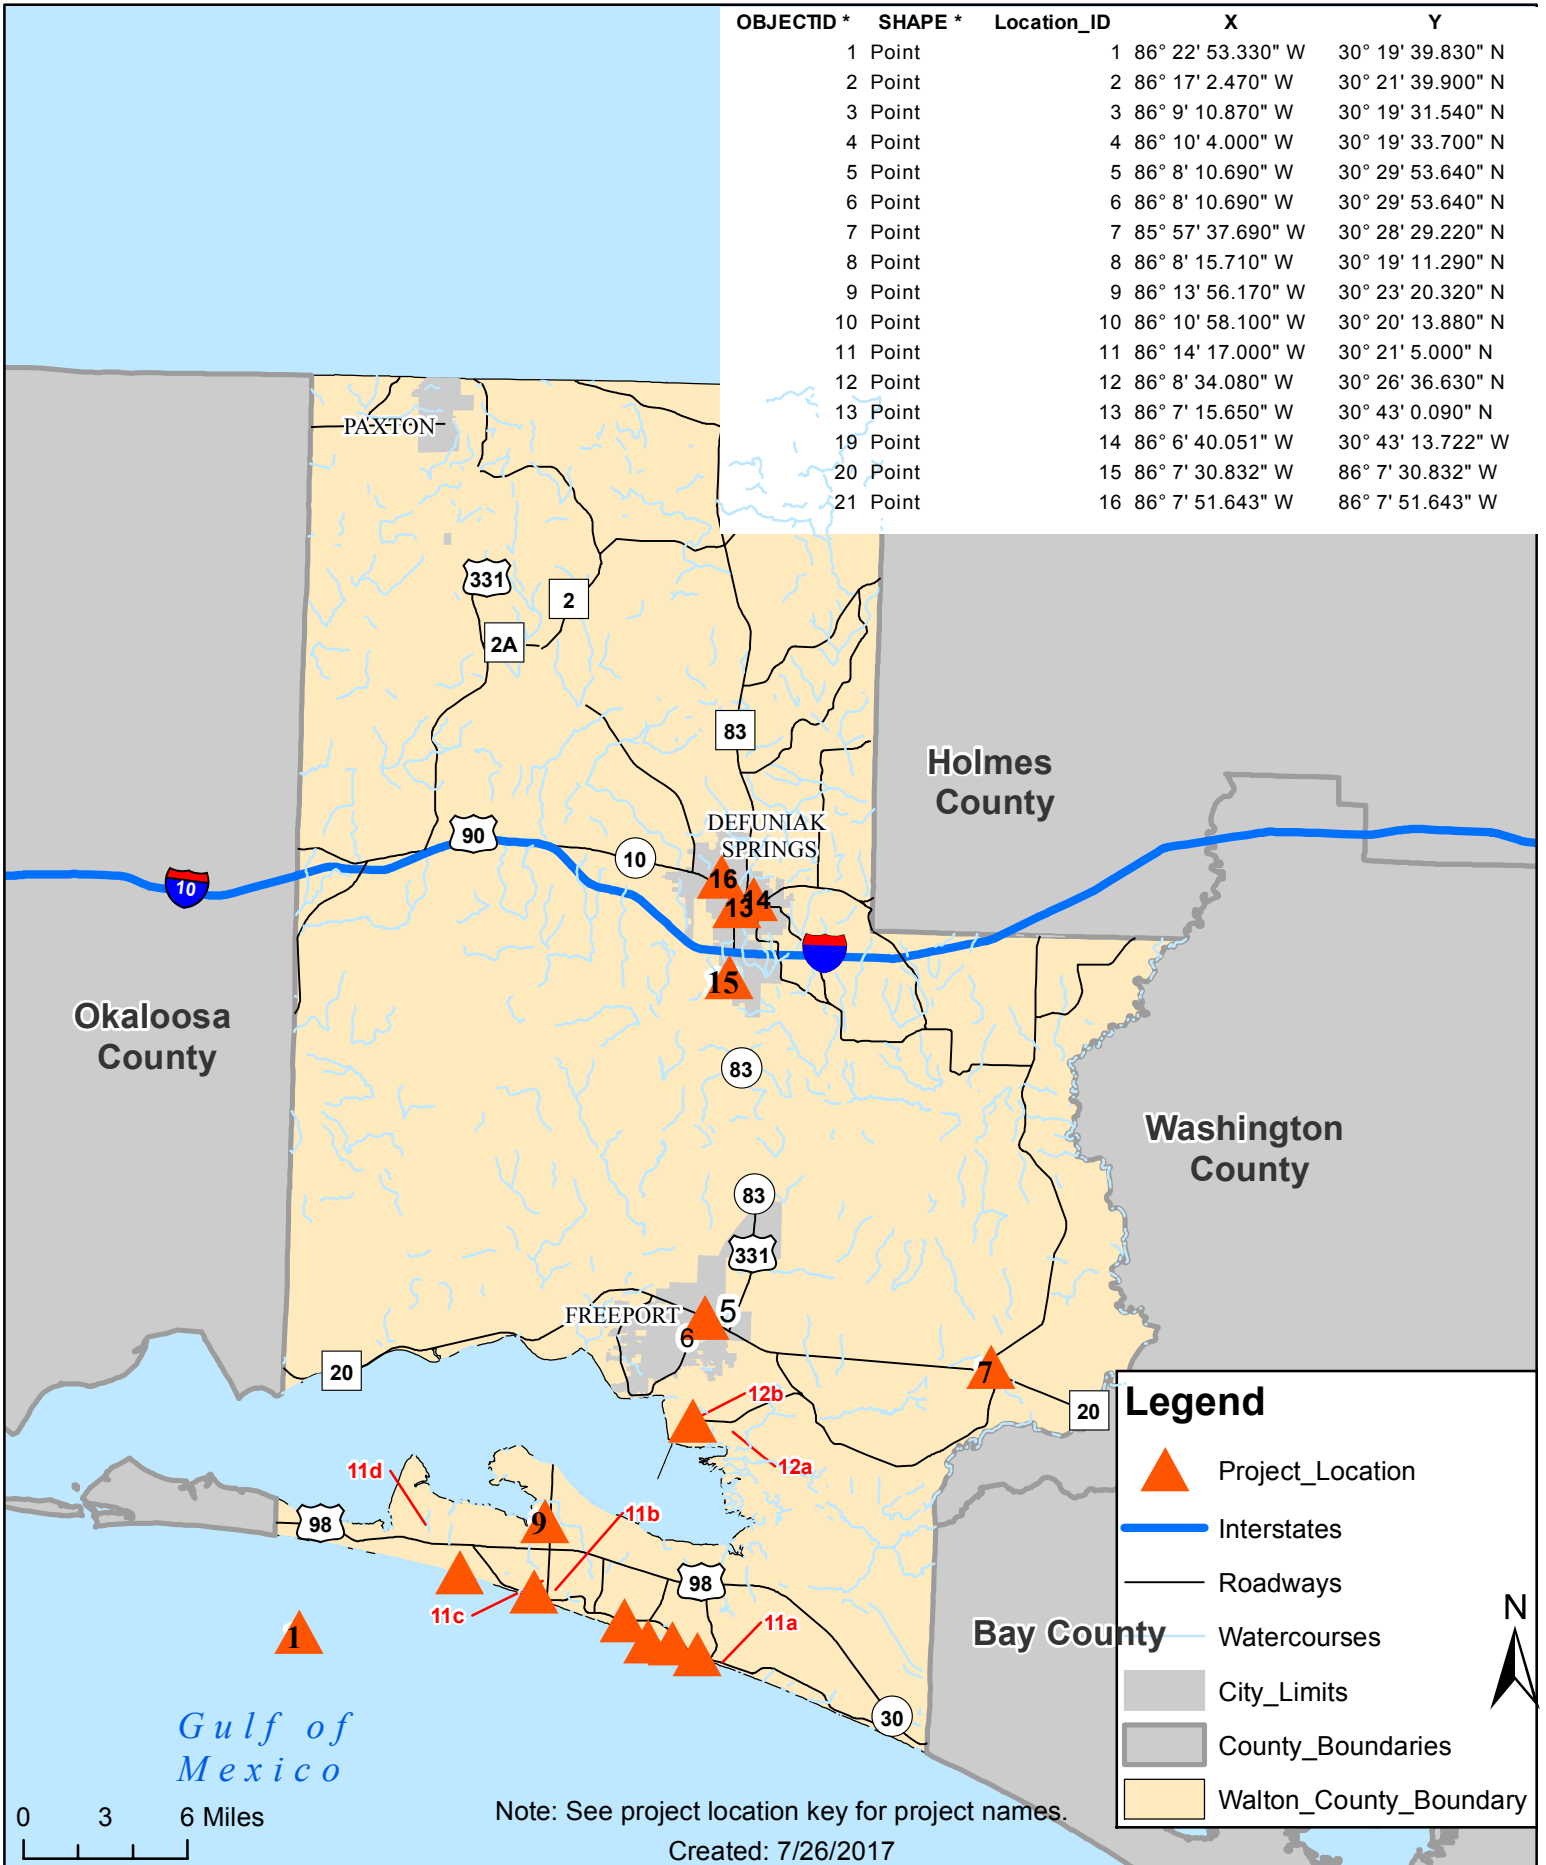 OBJECTID * SHAPE * Location_ID X Y
1 Point 1 86° 22' 53.330" W 30° 19' 39.830" N
2 Point 2 86° 17' 2.470" W 30° 21' 39.900" N
3 Point 3 86° 9' 10.870" W 30° 19' 31.540" N
4 Point 4 86° 10' 4.000" W 30° 19' 33.700" N
5 Point 5 86° 8' 10.690" W 30° 29' 53.640" N
6 Point 6 86° 8' 10.690" W 30° 29' 53.640" N
7 Point 7 85° 57' 37.690" W 30° 28' 29.220" N
8 Point 8 86° 8' 15.710" W 30° 19' 11.290" N
9 Point 9 86° 13' 56.170" W 30° 23' 20.320" N
10 Point 10 86° 10' 58.100" W 30° 20' 13.880" N
11 Point 11 86° 14' 17.000" W 30° 21' 5.000" N
12 Point 12 86° 8' 34.080" W 30° 26' 36.630" N
13 Point 13 86° 7' 15.650" W 30° 43' 0.090" N
19 Point 14 86° 6' 40.051" W 30° 43' 13.722" W
20 Point 15 86° 7' 30.832" W 86° 7' 30.832" W
21 Point 16 86° 7' 51.643" W 86° 7' 51.643" W
PAXTON
331
2
2A
83
Holmes
County
DEFUNIAK
SPRINGS
90
10
10
16
14
13
15
Okaloosa
County
83
Washington
County
83
331
FREEPORT
5
6
20
7
20
12b
12a
11d
98
9
11b
98
11c
11a
1
Bay County
30
Gulf of
Mexico
0 3 6 Miles
Note: See project location key for project names.
Created: 7/26/2017
Legend
Project_Location
Interstates
Roadways
Watercourses
City_Limits
County_Boundaries
Walton_County_Boundary
N